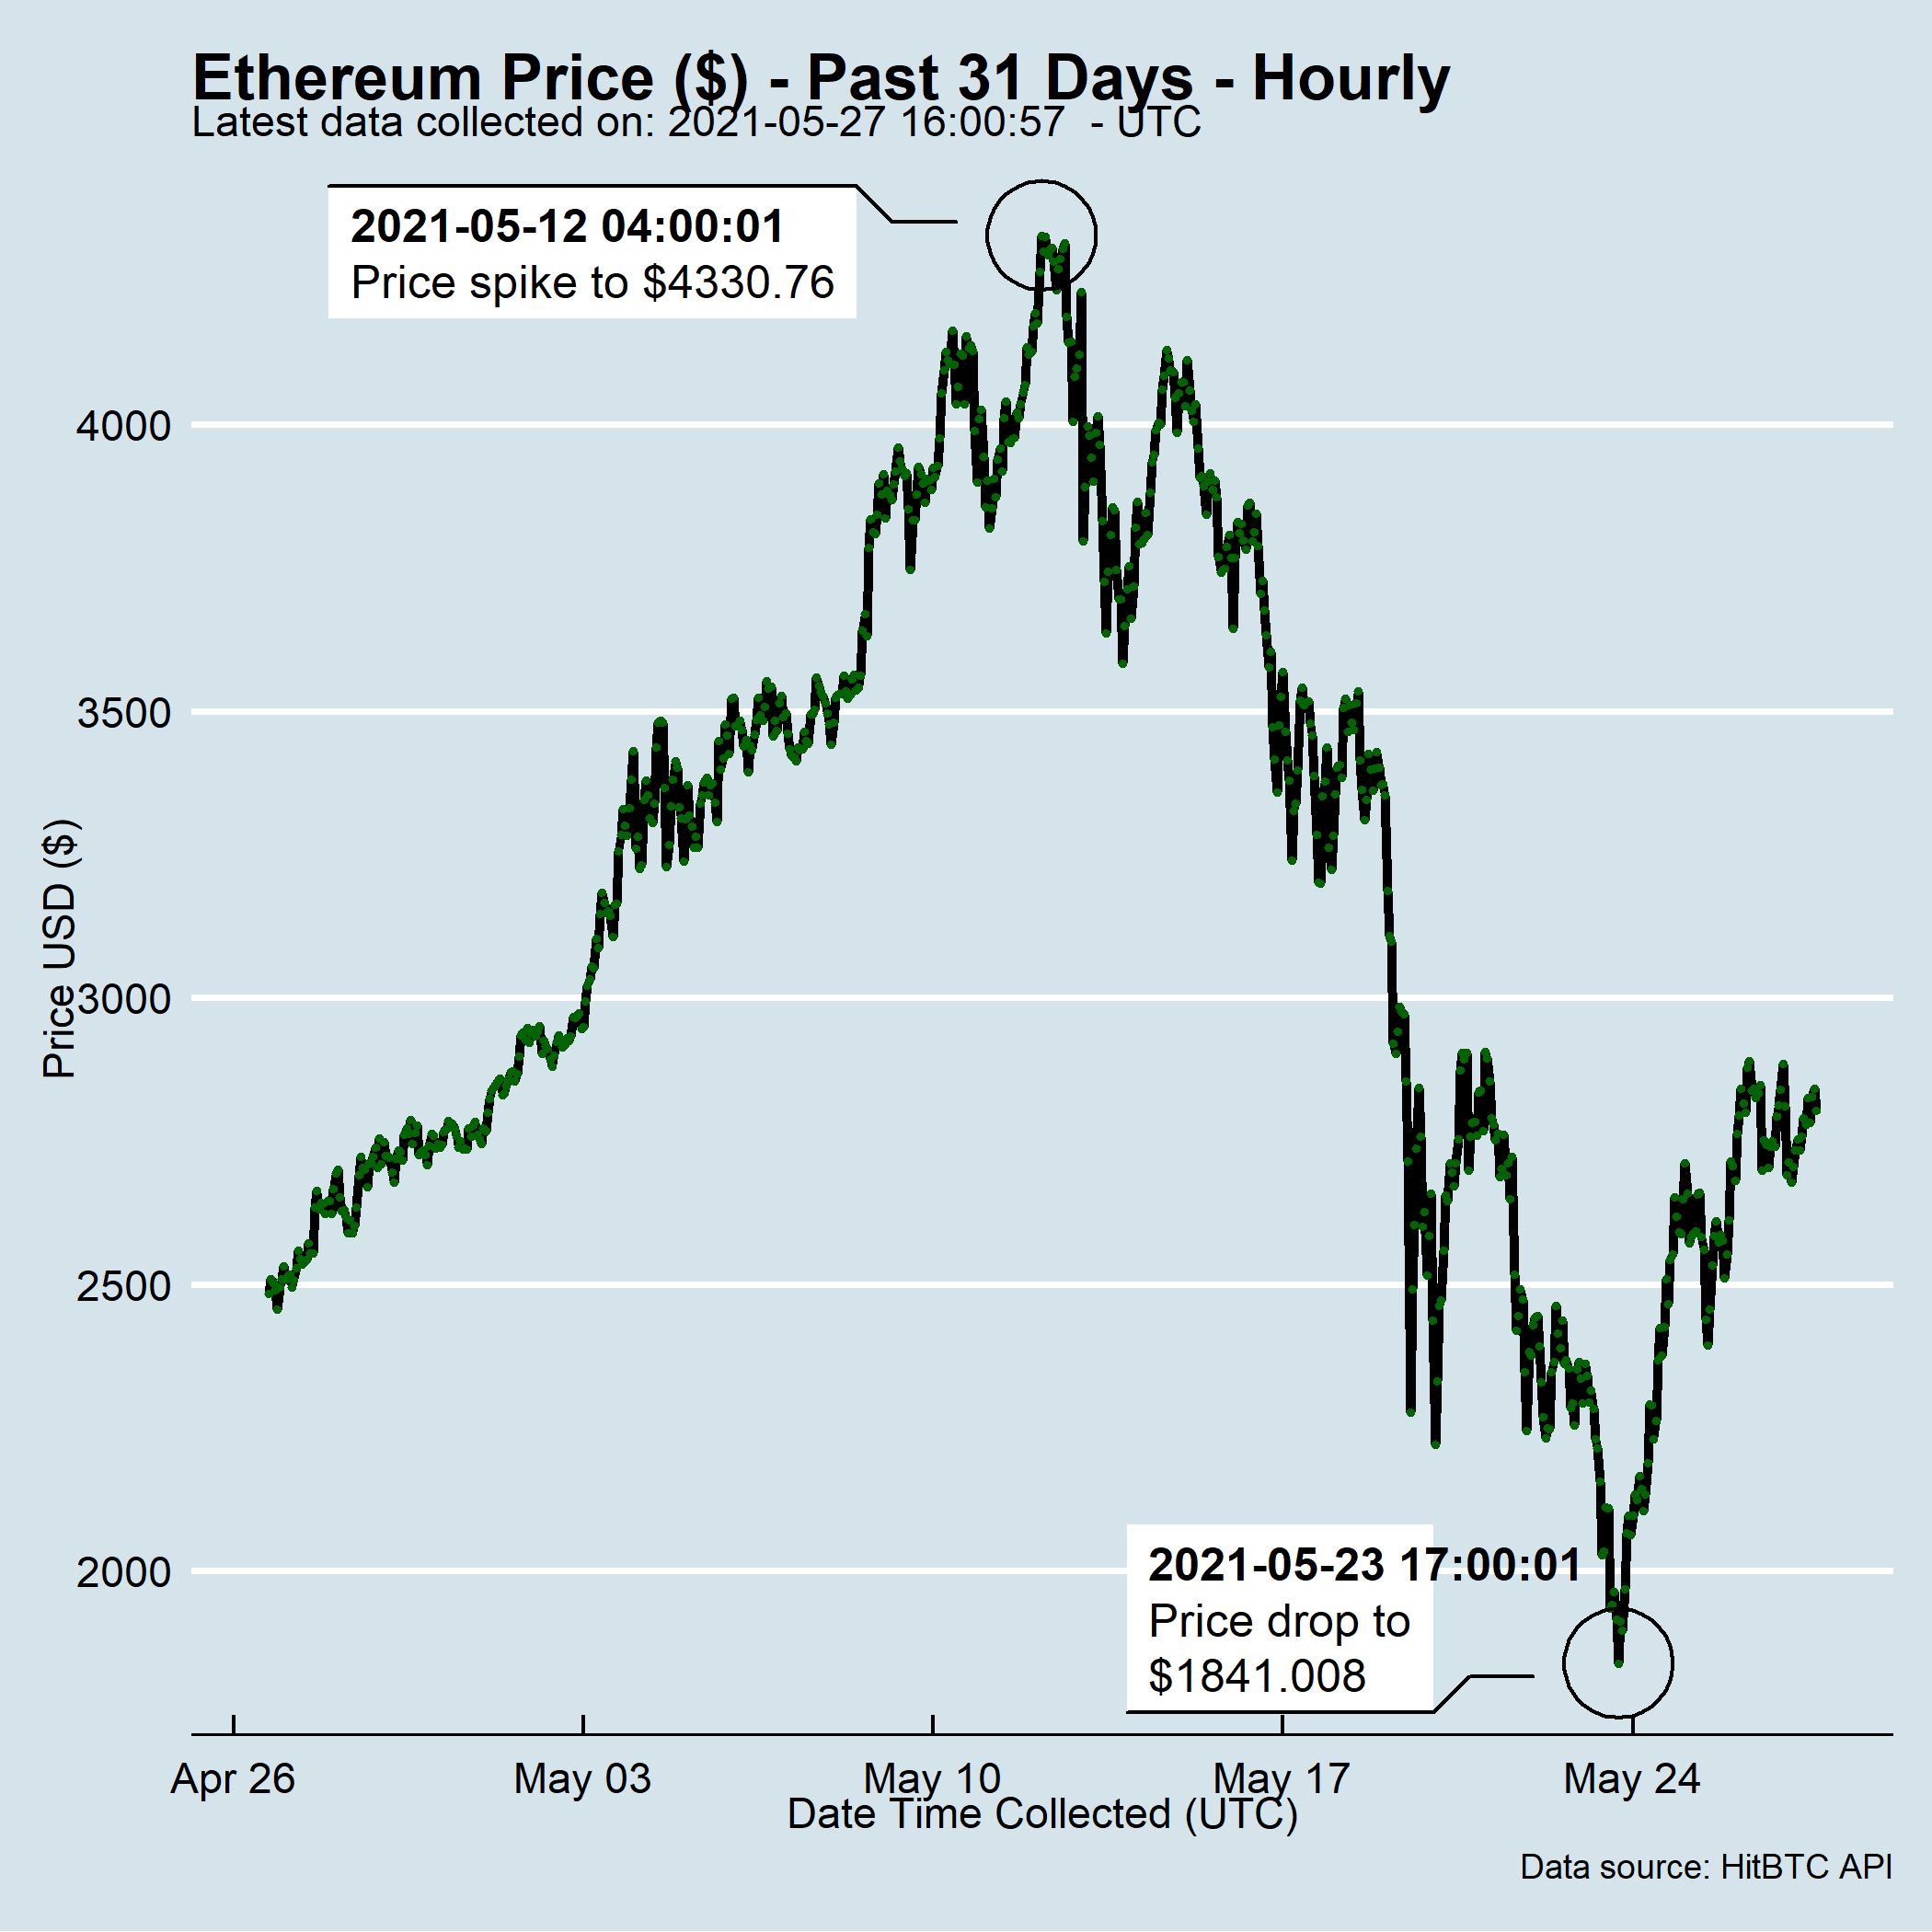 Ethereum Price ($) - Past 31 Days - Hourly
Latest data collected on: 2021-05-27 16:00:57  - UTC
2021-05-12 04:00:01
Price spike to $4330.76
4000
3500
3000
2500
2000
Price USD ($)
2021-05-23 17:00:01
Price drop to
$1841.008
Apr 26
May 03
May 10
May 17
May 24
Date Time Collected (UTC)
Data source: HitBTC API